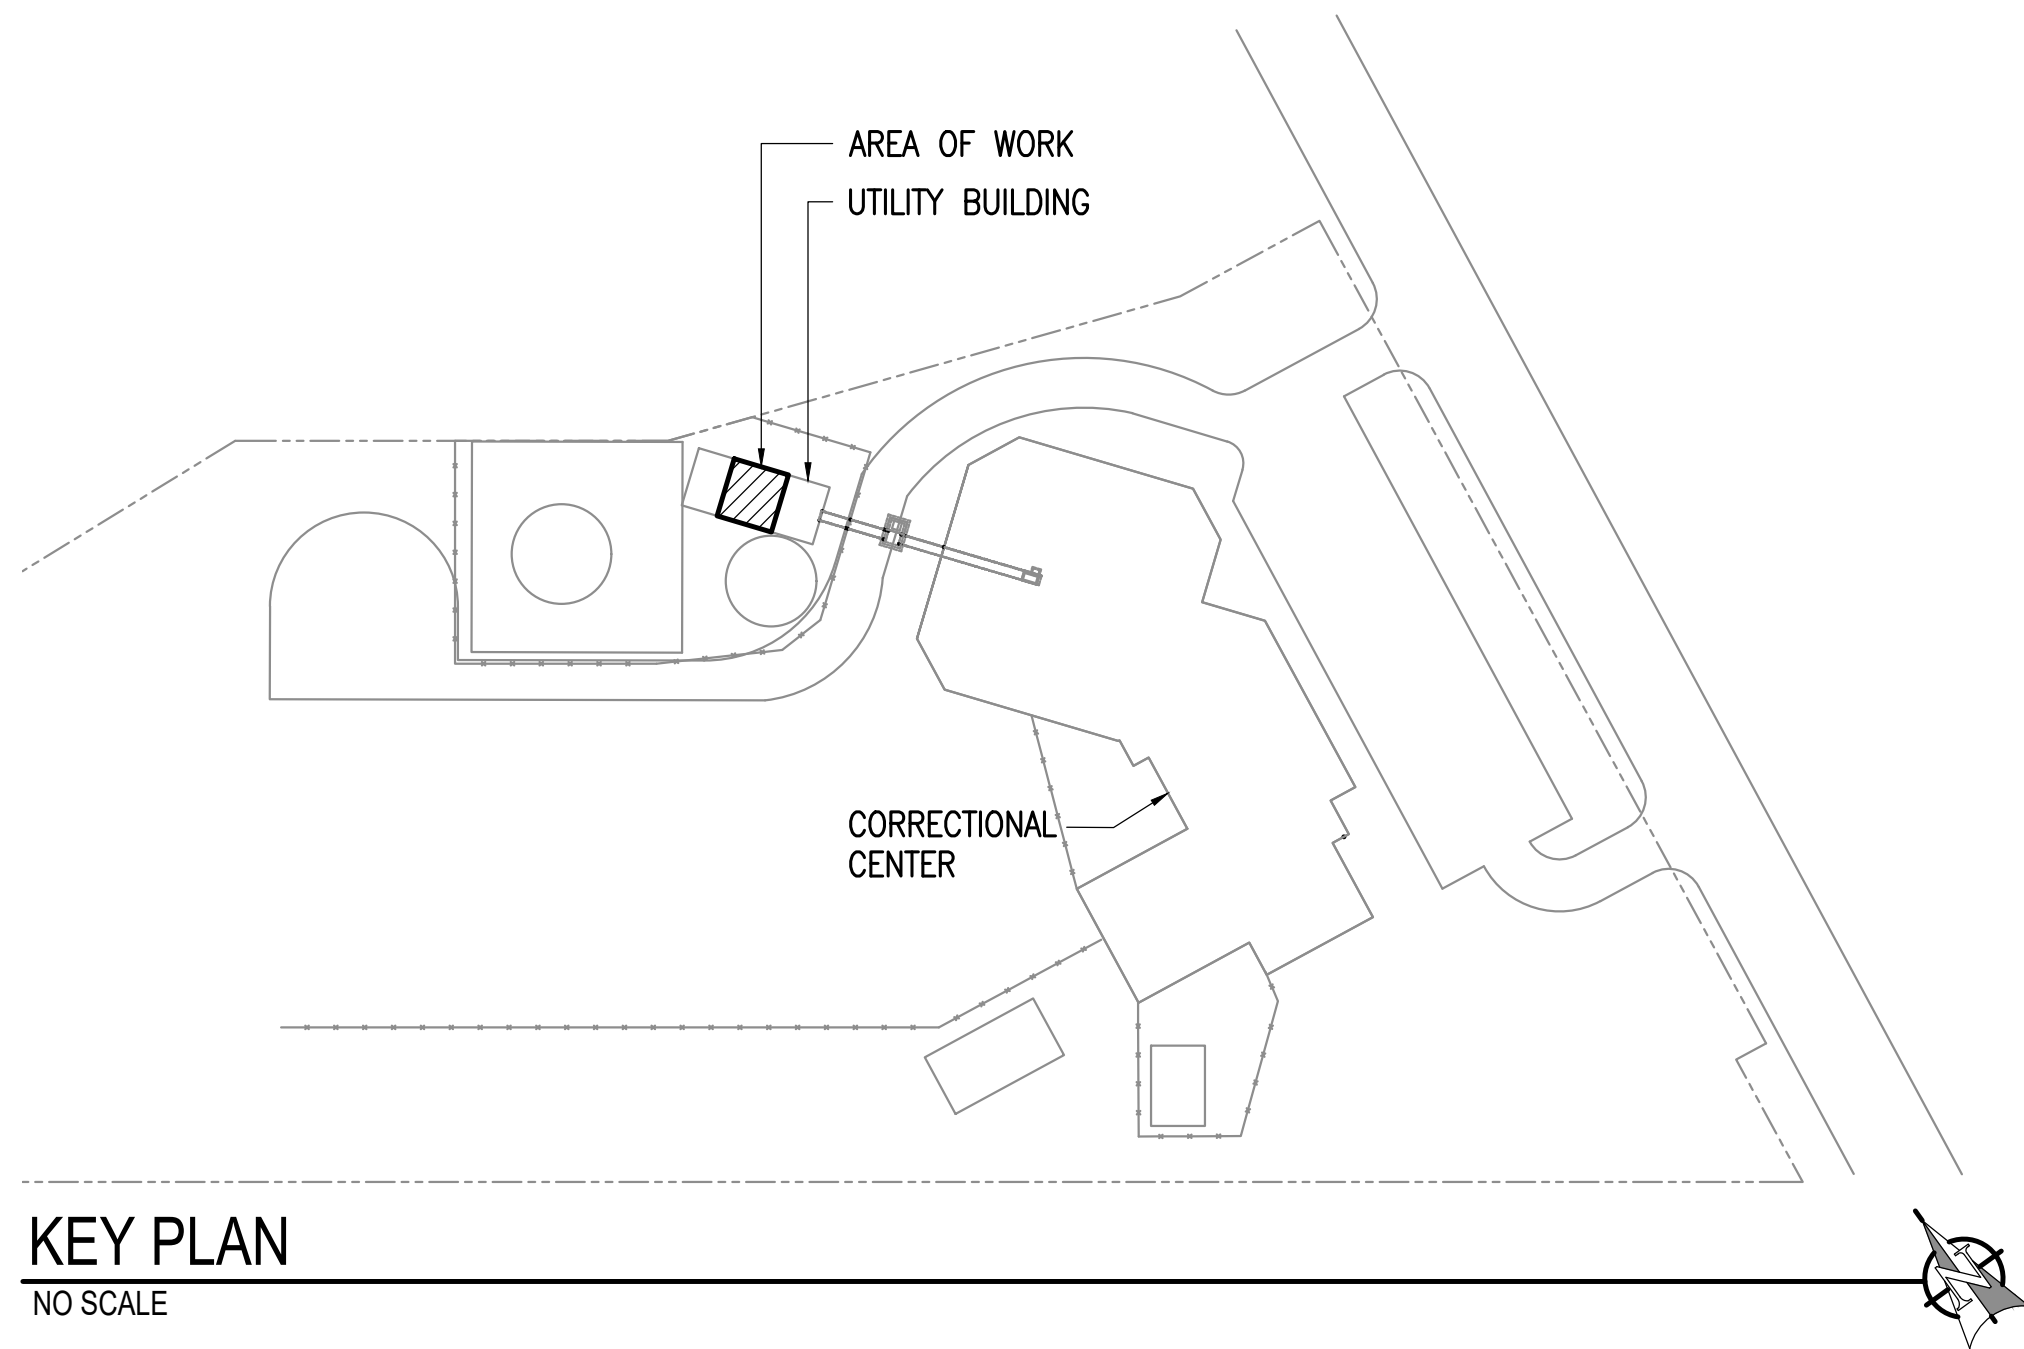 AREA OF WORK
UTILITY BUILDING
CORRECTIONAL
CENTER
KEY PLAN
NO SCALE
N